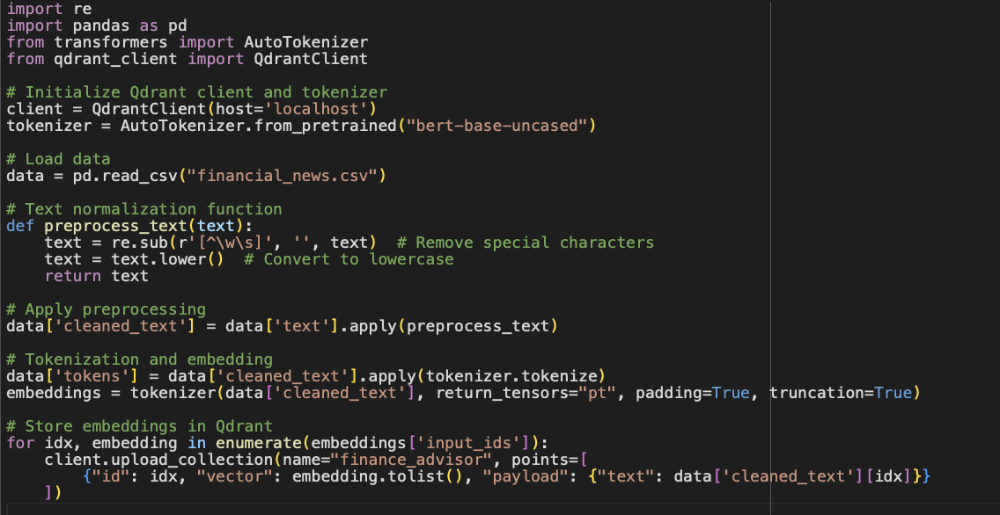 import re
import pandas as pd
from transformers import AutoTokenizer
from qdrant_client import QdrantClient

# Initialize Qdrant client and tokenizer
client = QdrantClient(host='localhost')
tokenizer = AutoTokenizer.from_pretrained("bert-base-uncased")

# Load data
data = pd.read_csv("financial_news.csv")

# Text normalization function
def preprocess_text(text):
    text = re.sub(r'[^\w\s]', '', text)  # Remove special characters
    text = text.lower()  # Convert to lowercase
    return text

# Apply preprocessing
data['cleaned_text'] = data['text'].apply(preprocess_text)

# Tokenization and embedding
data['tokens'] = data['cleaned_text'].apply(tokenizer.tokenize)
embeddings = tokenizer(data['cleaned_text'], return_tensors="pt", padding=True, truncation=True)

# Store embeddings in Qdrant
for idx, embedding in enumerate(embeddings['input_ids']):
    client.upload_collection(name="finance_advisor", points=[
        {"id": idx, "vector": embedding.tolist(), "payload": {"text": data['cleaned_text'][idx]}}
    ])